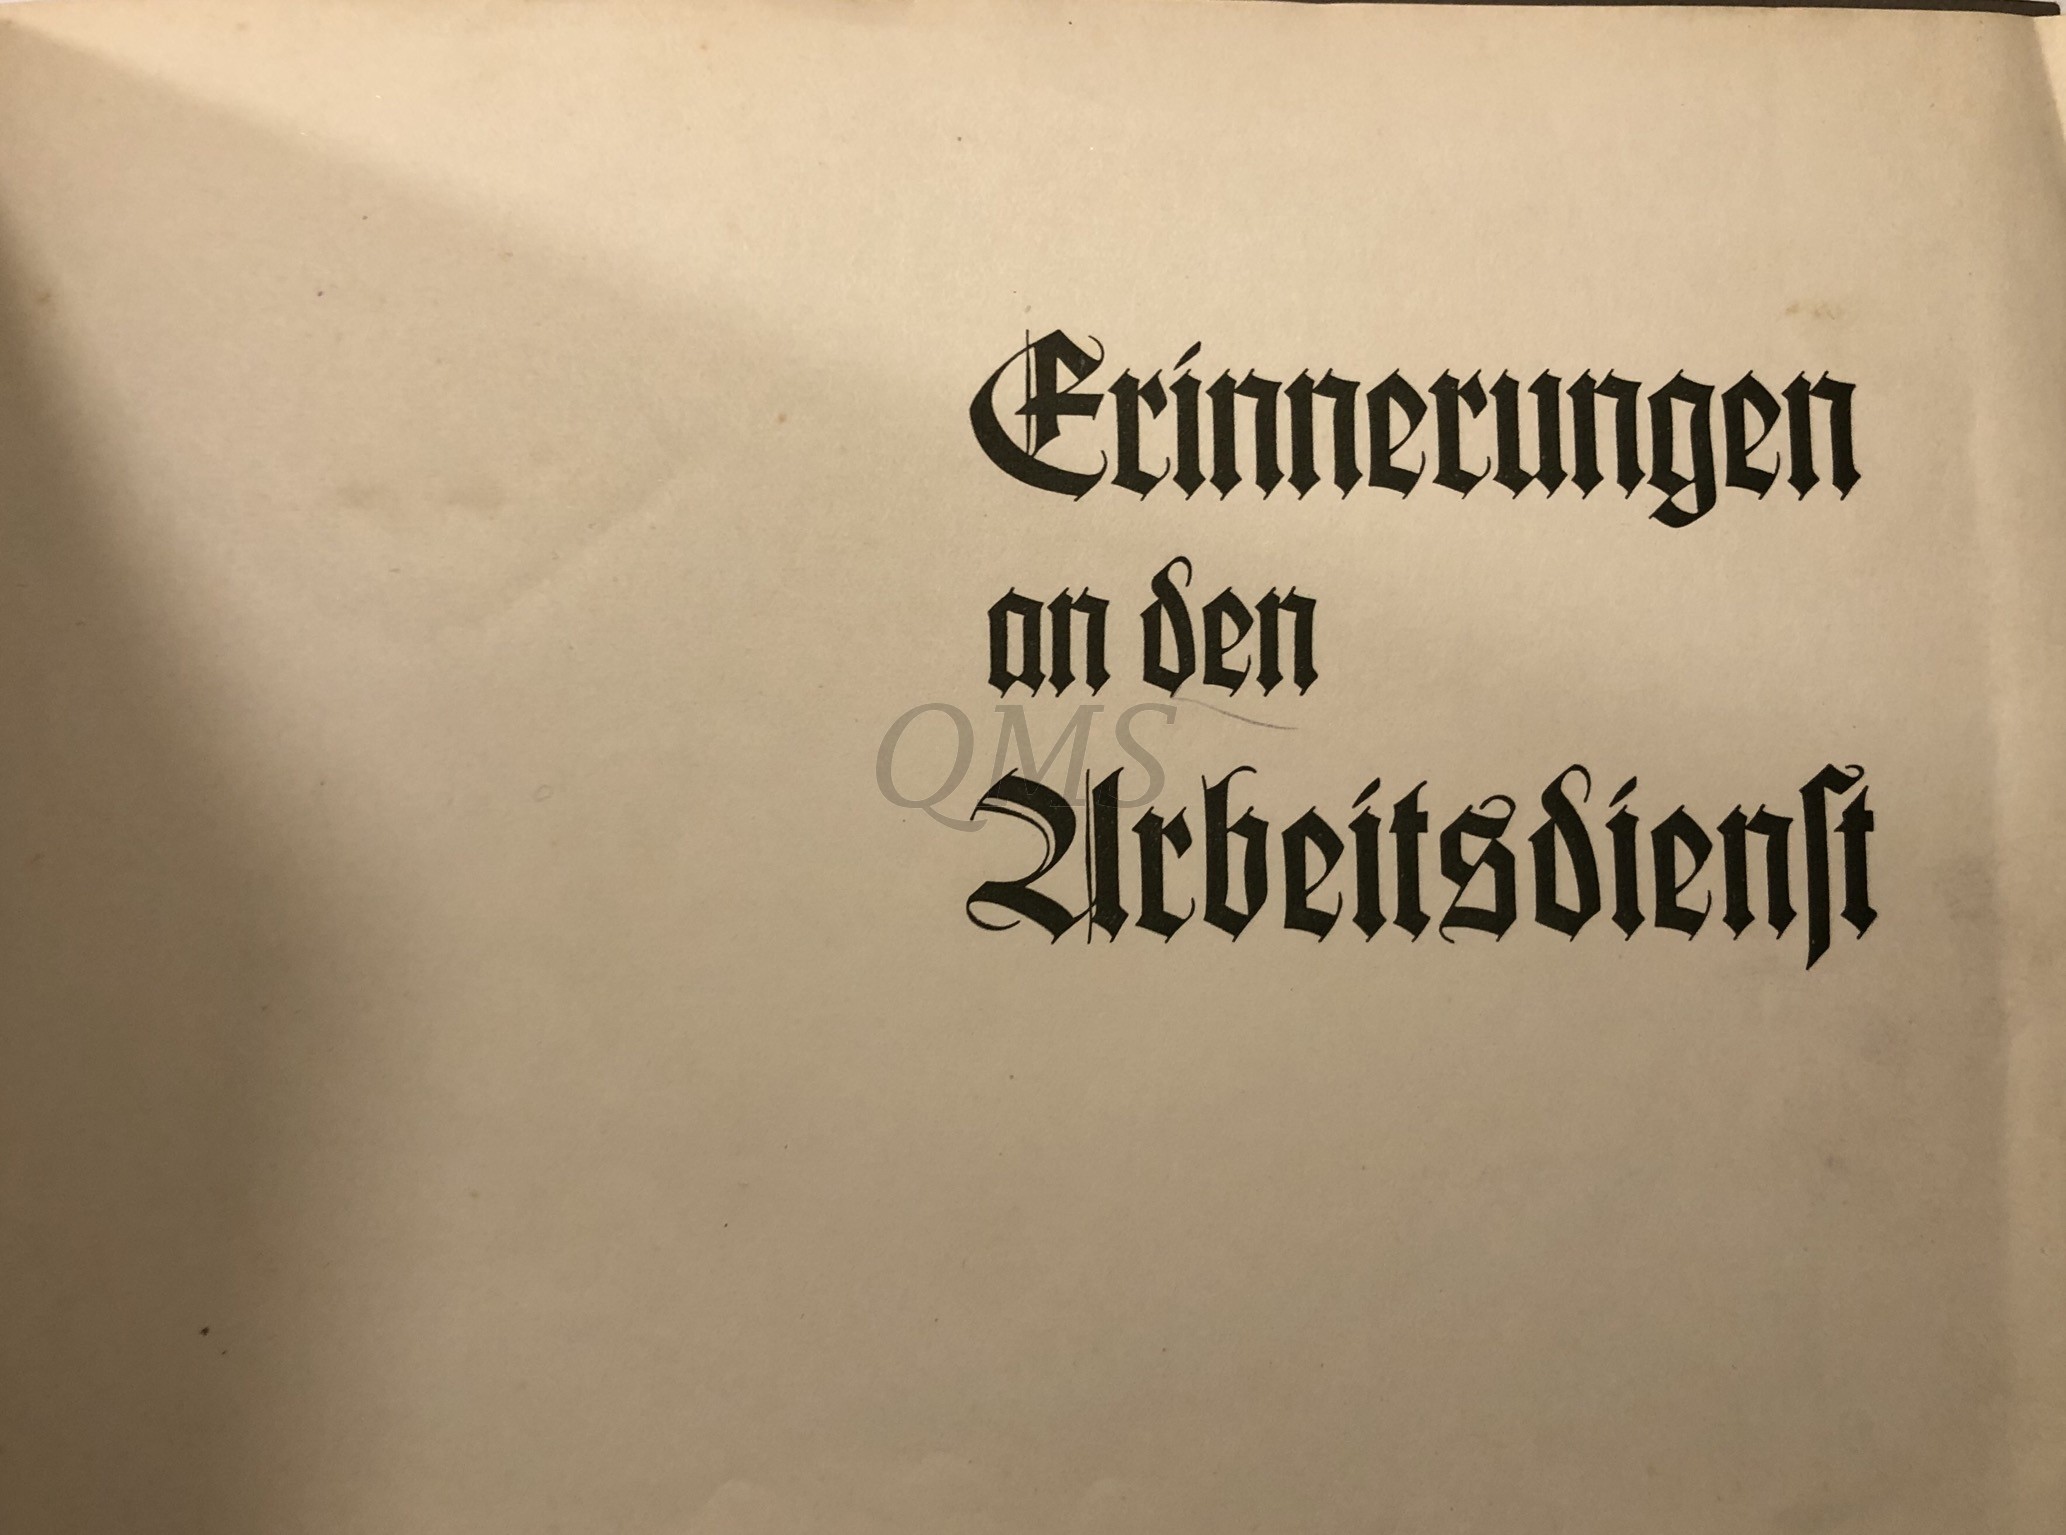 Erinnerungen
an den
QMS
Arbeitsdienſt